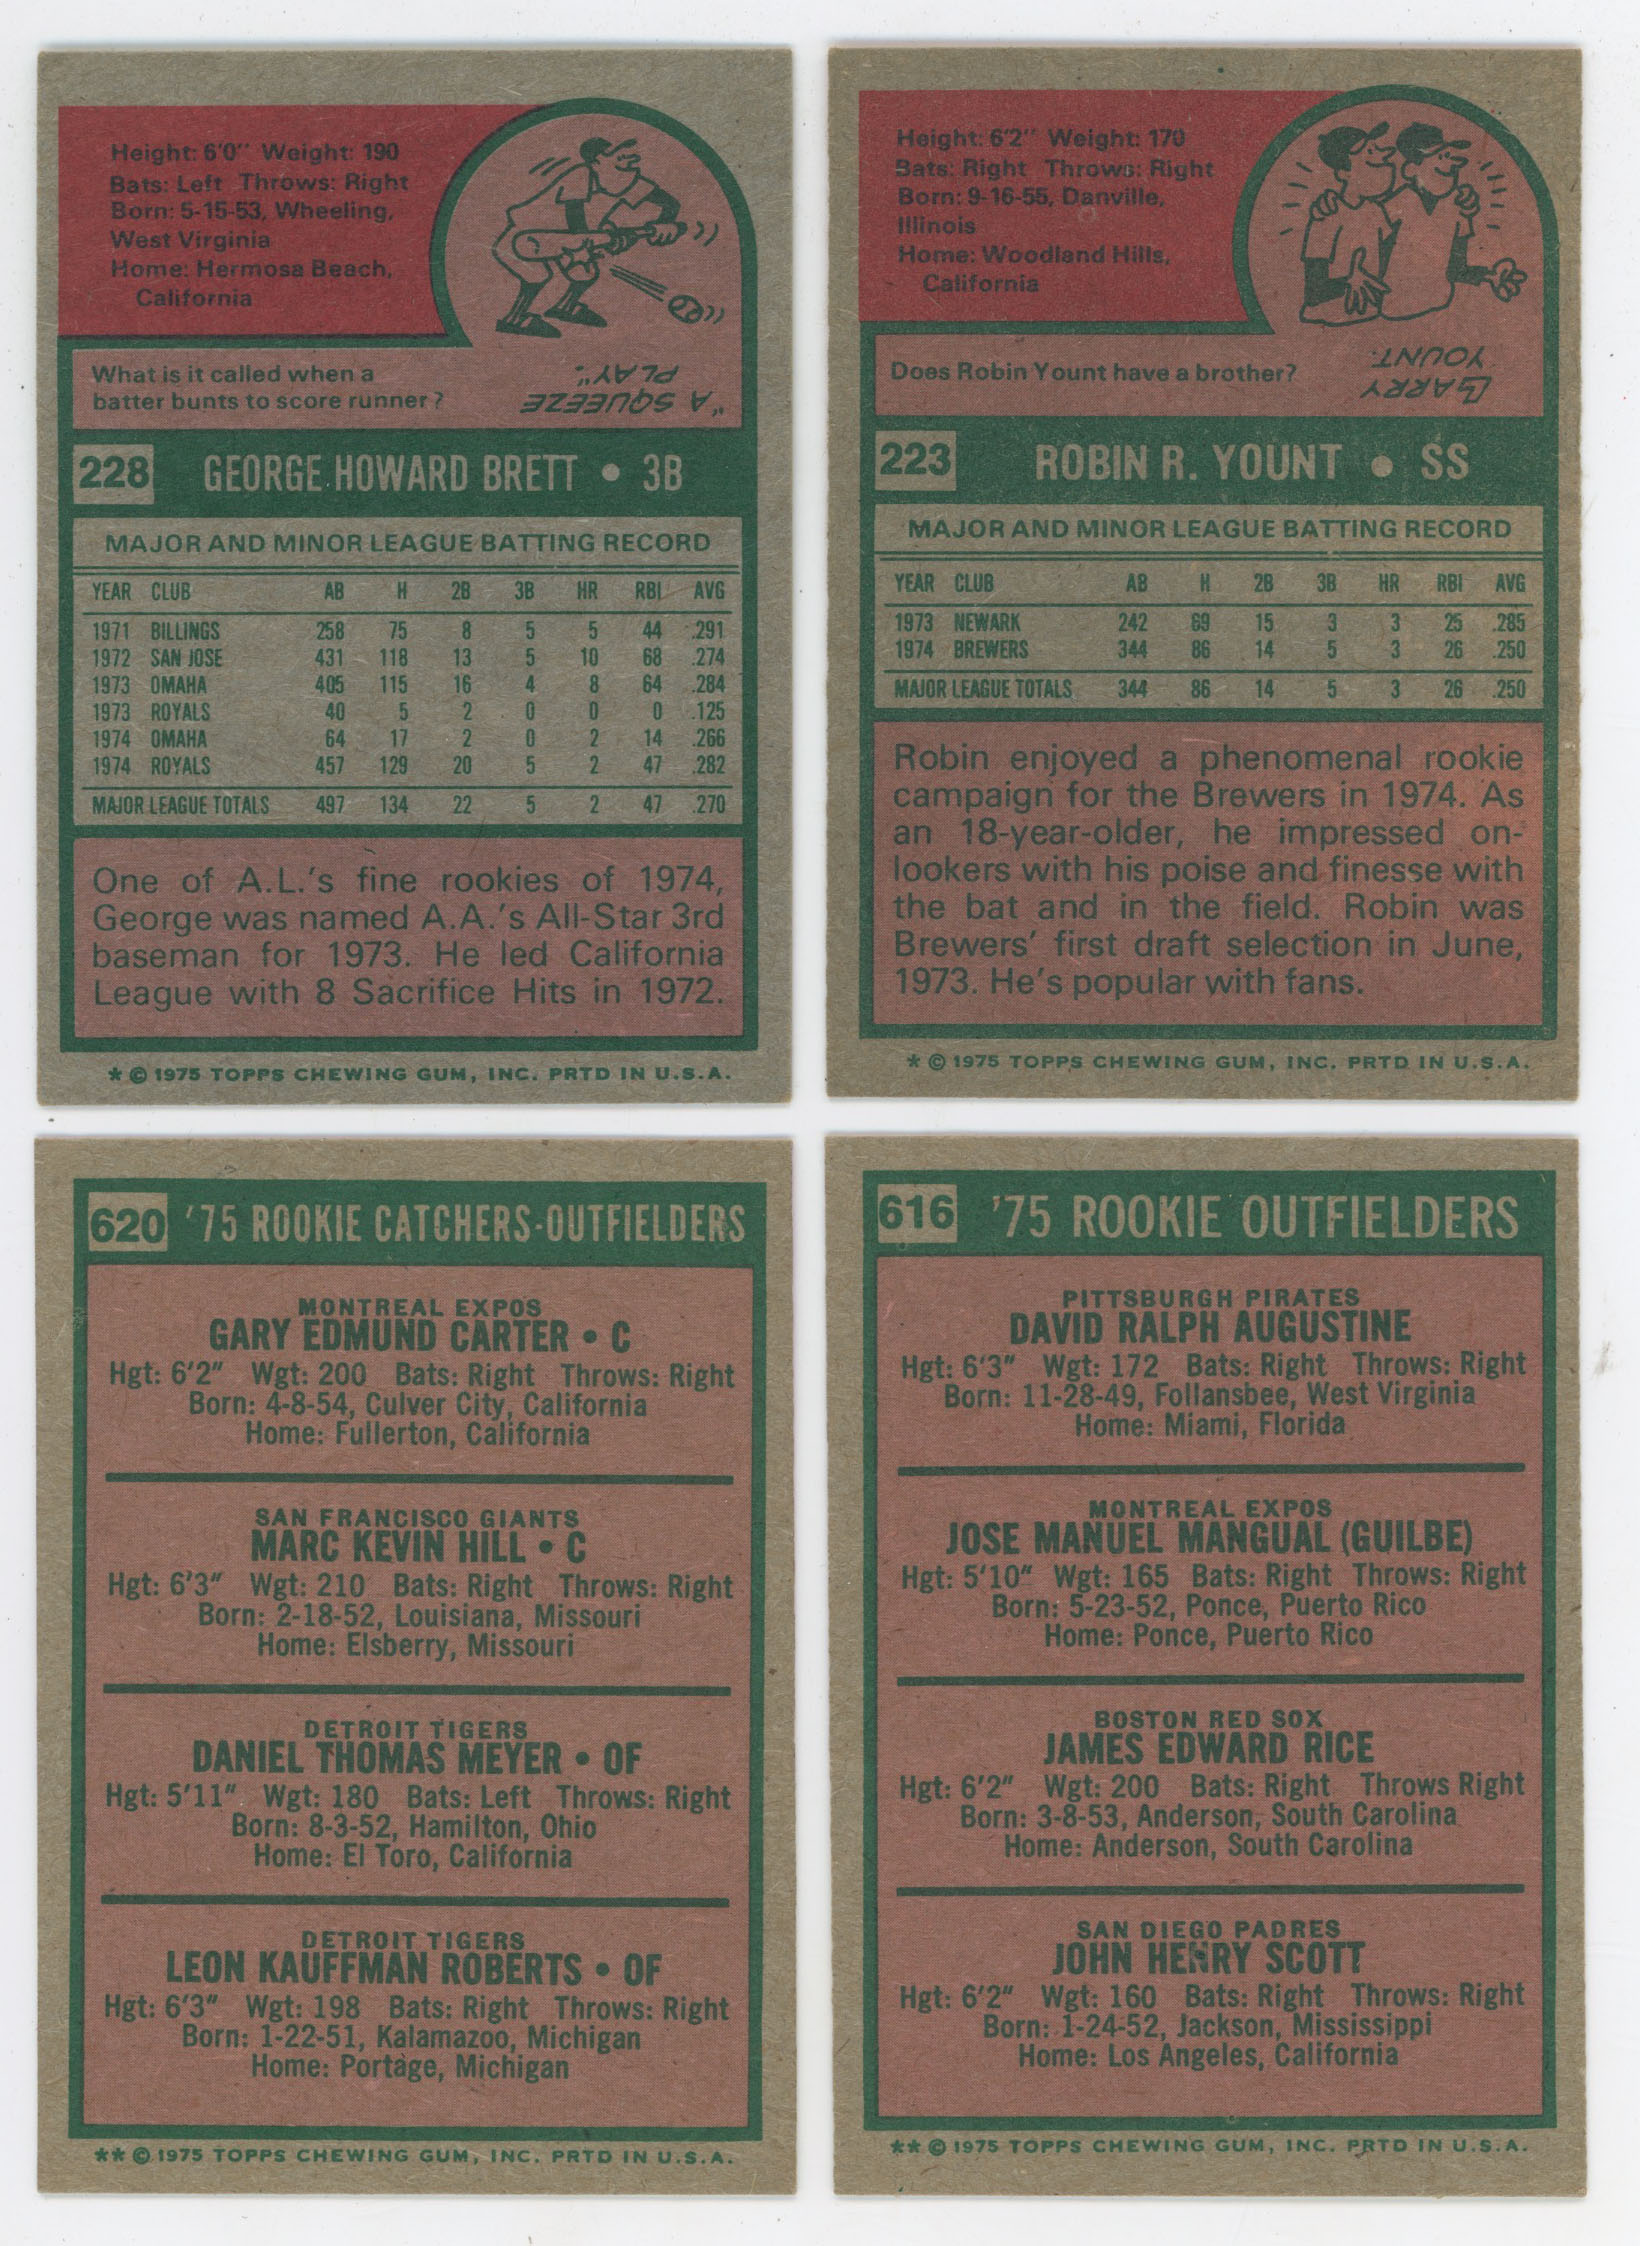 Height: 6'0" Weight: 190
Bats: Left Throws: Right
Born: 5-15-53, Wheeling,
West Virginia
Home: Hermosa Beach,
California
What is it called when a
batter bunts to score runner?
"A SQUEEZE
PLAY".
228 GEORGE HOWARD BRETT • 3B
MAJOR AND MINOR LEAGUE BATTING RECORD
YEAR CLUB AB H 2B 3B HR RBI AVG
1971 BILLINGS 258 75 8 5 5 44 .291
1972 SAN JOSE 431 118 13 5 10 68 .274
1973 OMAHA 405 115 16 4 8 64 .284
1973 ROYALS 40 5 2 0 0 0 .125
1974 OMAHA 64 17 2 0 2 14 .266
1974 ROYALS 457 129 20 5 2 47 .282
MAJOR LEAGUE TOTALS 497 134 22 5 2 47 .270
One of A.L.'s fine rookies of 1974,
George was named A.A.'s All-Star 3rd
baseman for 1973. He led California
League with 8 Sacrifice Hits in 1972.
* © 1975 TOPPS CHEWING GUM, INC. PRTD IN U.S.A.
Height: 6'2" Weight: 170
Bats: Right Throws: Right
Born: 9-16-55, Danville,
Illinois
Home: Woodland Hills,
California
Does Robin Yount have a brother?
LARRY
YOUNT.
223 ROBIN R. YOUNT • SS
MAJOR AND MINOR LEAGUE BATTING RECORD
YEAR CLUB AB H 2B 3B HR RBI AVG
1973 NEWARK 242 69 15 3 3 25 .285
1974 BREWERS 344 86 14 5 3 26 .250
MAJOR LEAGUE TOTALS 344 86 14 5 3 26 .250
Robin enjoyed a phenomenal rookie
campaign for the Brewers in 1974. As
an 18-year-older, he impressed on-
lookers with his poise and finesse with
the bat and in the field. Robin was
Brewers' first draft selection in June,
1973. He's popular with fans.
* © 1975 TOPPS CHEWING GUM, INC. PRTD IN U.S.A.
620 '75 ROOKIE CATCHERS-OUTFIELDERS
MONTREAL EXPOS
GARY EDMUND CARTER • C
Hgt: 6'2" Wgt: 200 Bats: Right Throws: Right
Born: 4-8-54, Culver City, California
Home: Fullerton, California
SAN FRANCISCO GIANTS
MARC KEVIN HILL • C
Hgt: 6'3" Wgt: 210 Bats: Right Throws: Right
Born: 2-18-52, Louisiana, Missouri
Home: Elsberry, Missouri
DETROIT TIGERS
DANIEL THOMAS MEYER • OF
Hgt: 5'11" Wgt: 180 Bats: Left Throws: Right
Born: 8-3-52, Hamilton, Ohio
Home: El Toro, California
DETROIT TIGERS
LEON KAUFFMAN ROBERTS • OF
Hgt: 6'3" Wgt: 198 Bats: Right Throws: Right
Born: 1-22-51, Kalamazoo, Michigan
Home: Portage, Michigan
** © 1975 TOPPS CHEWING GUM, INC. PRTD IN U.S.A.
616 '75 ROOKIE OUTFIELDERS
PITTSBURGH PIRATES
DAVID RALPH AUGUSTINE
Hgt: 6'3" Wgt: 172 Bats: Right Throws: Right
Born: 11-28-49, Follansbee, West Virginia
Home: Miami, Florida
MONTREAL EXPOS
JOSE MANUEL MANGUAL (GUILBE)
Hgt: 5'10" Wgt: 165 Bats: Right Throws: Right
Born: 5-23-52, Ponce, Puerto Rico
Home: Ponce, Puerto Rico
BOSTON RED SOX
JAMES EDWARD RICE
Hgt: 6'2" Wgt: 200 Bats: Right Throws Right
Born: 3-8-53, Anderson, South Carolina
Home: Anderson, South Carolina
SAN DIEGO PADRES
JOHN HENRY SCOTT
Hgt: 6'2" Wgt: 160 Bats: Right Throws: Right
Born: 1-24-52, Jackson, Mississippi
Home: Los Angeles, California
** © 1975 TOPPS CHEWING GUM, INC. PRTD IN U.S.A.